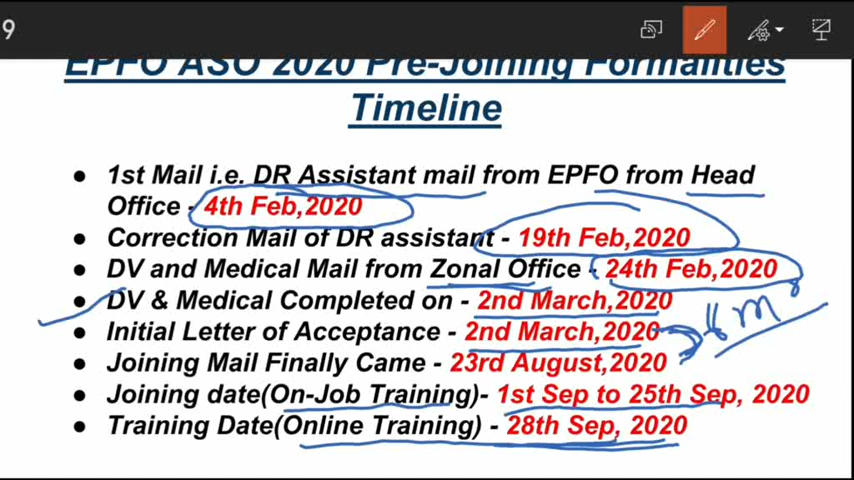 9
EPFO ASO 2020 Pre-Joining Formalities
Timeline
● 1st Mail i.e. DR Assistant mail from EPFO from Head
Office - 4th Feb,2020
● Correction Mail of DR assistant - 19th Feb,2020
● DV and Medical Mail from Zonal Office - 24th Feb,2020
● DV & Medical Completed on - 2nd March,2020
● Initial Letter of Acceptance - 2nd March,2020
● Joining Mail Finally Came - 23rd August,2020
● Joining date(On-Job Training)- 1st Sep to 25th Sep, 2020
● Training Date(Online Training) - 28th Sep, 2020